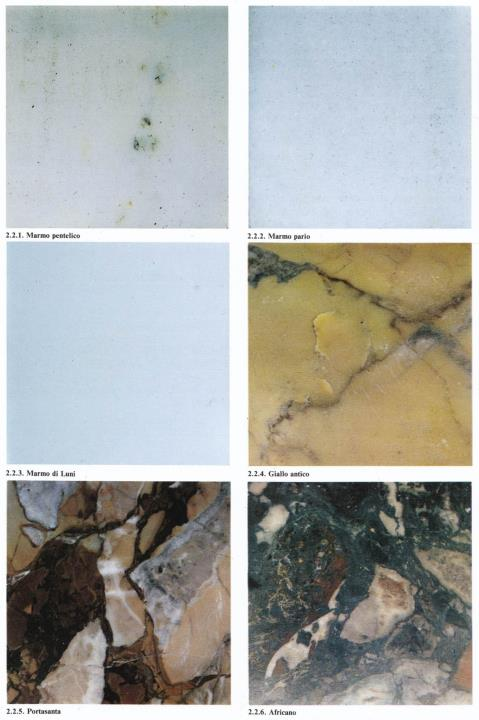 2.2.1. Marmo pentelico
2.2.2. Marmo pario
2.2.3. Marmo di Luni
2.2.4. Giallo antico
2.2.5. Portasanta
2.2.6. Africano